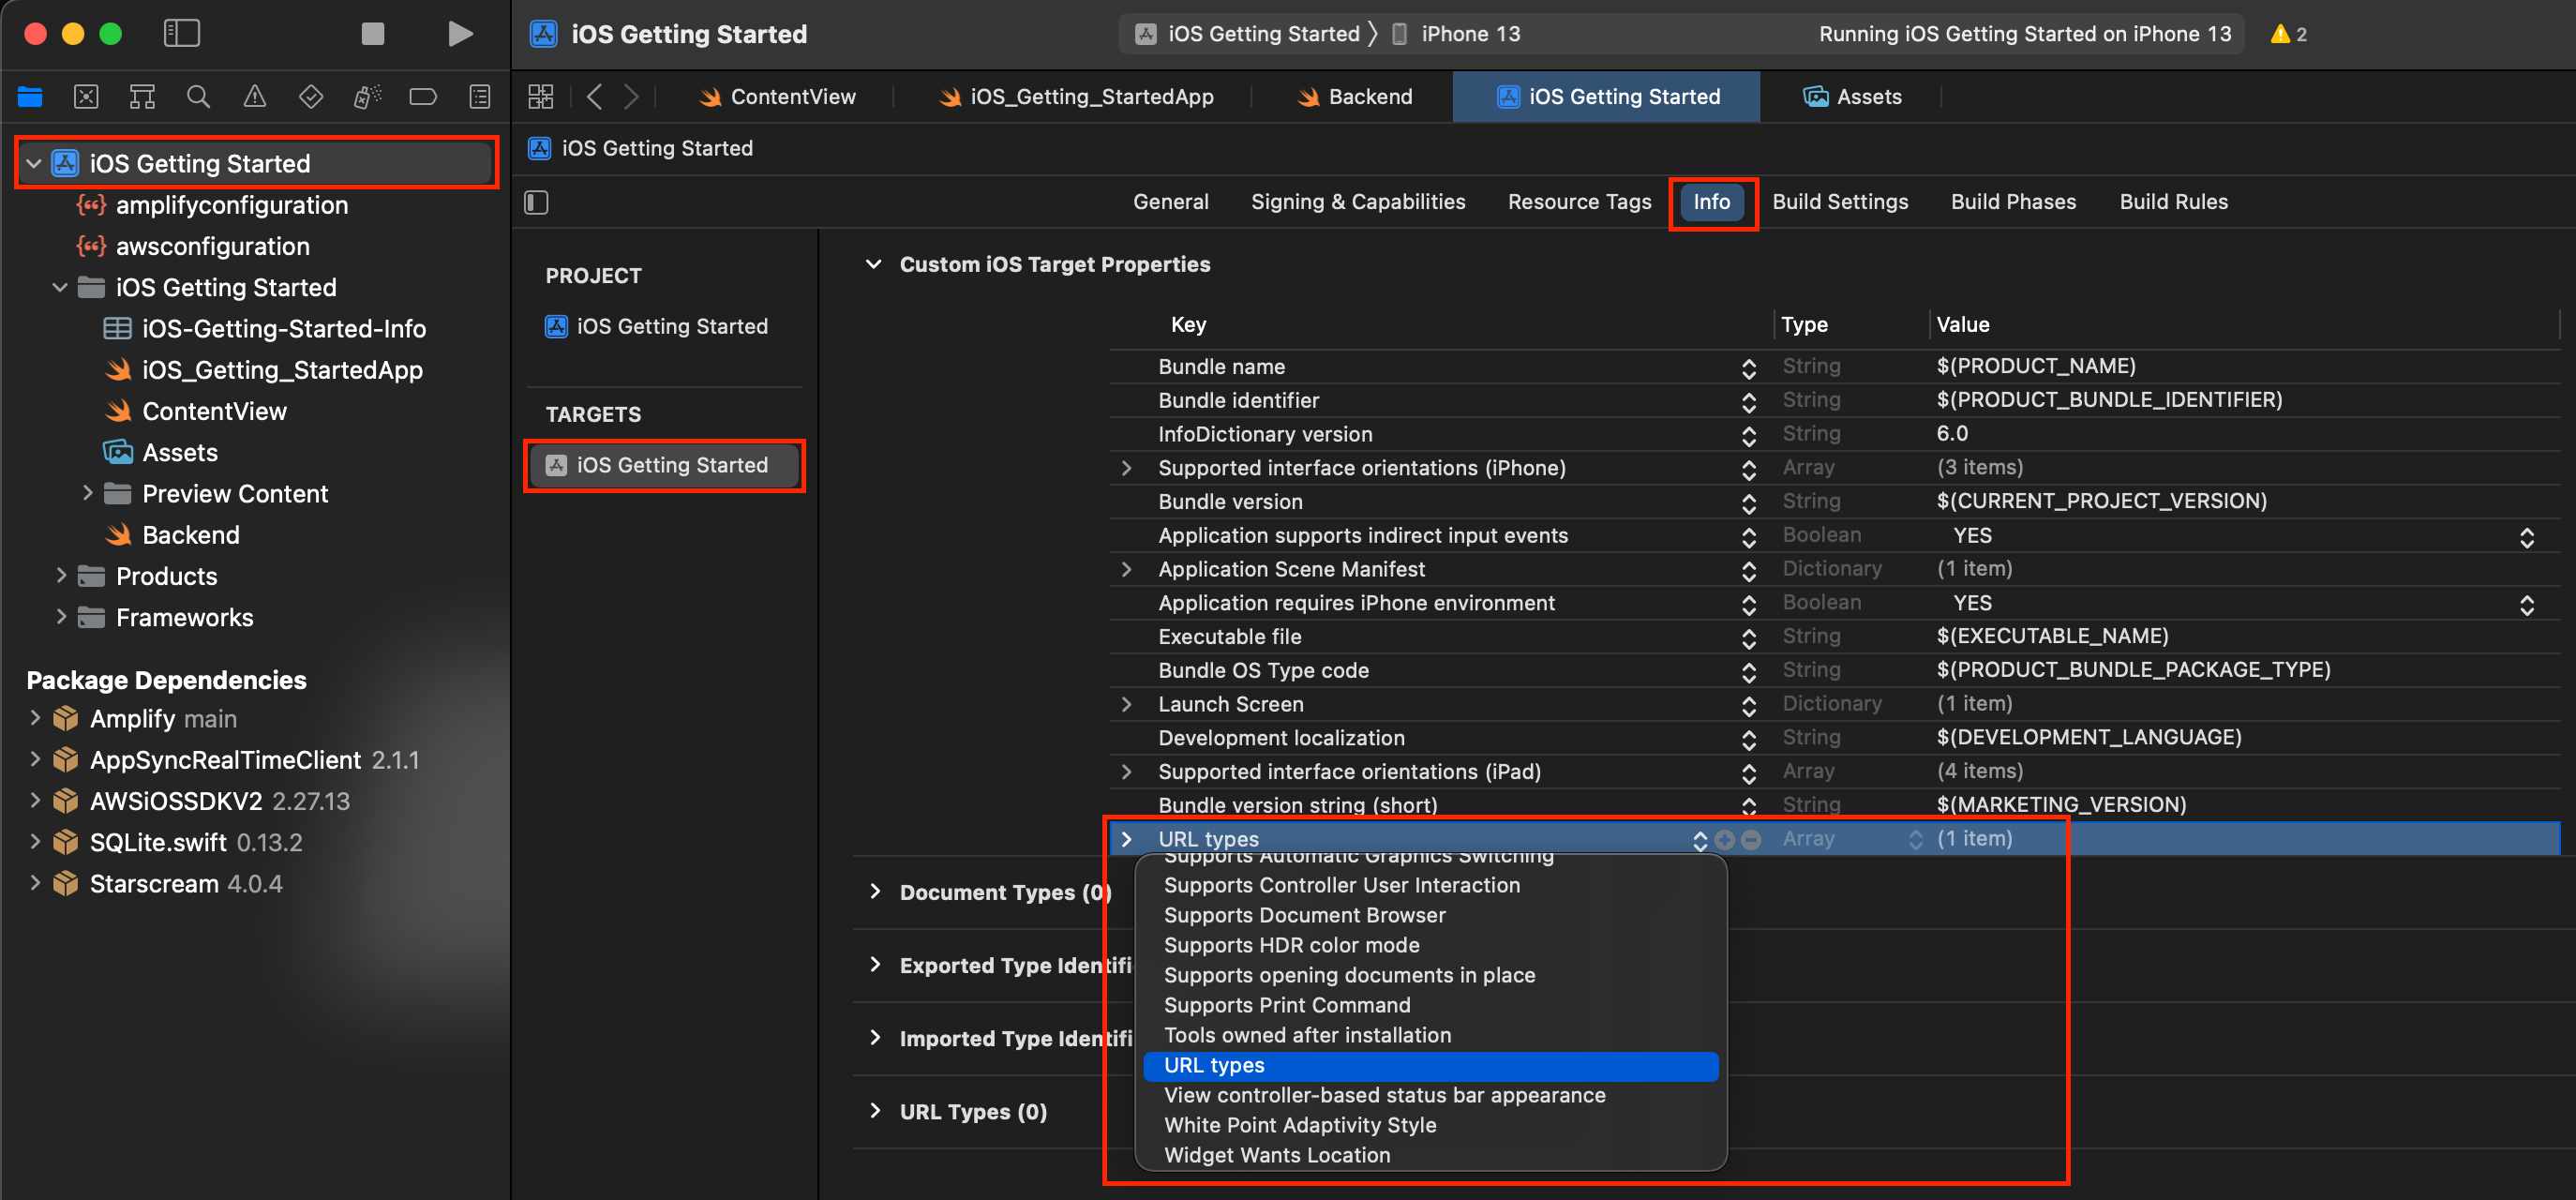 iOS Getting Started
iOS Getting Started
iPhone 13
Running iOS Getting Started on iPhone 13
2
ContentView
iOS_Getting_StartedApp
Backend
iOS Getting Started
Assets
iOS Getting Started
iOS Getting Started
amplifyconfiguration
awsconfiguration
iOS Getting Started
iOS-Getting-Started-Info
iOS_Getting_StartedApp
ContentView
Assets
Preview Content
Backend
Products
Frameworks
Package Dependencies
Amplify main
AppSyncRealTimeClient 2.1.1
AWSiOSSDKV2 2.27.13
SQLite.swift 0.13.2
Starscream 4.0.4
General Signing & Capabilities Resource Tags Info Build Settings Build Phases Build Rules
PROJECT
iOS Getting Started
TARGETS
iOS Getting Started
Custom iOS Target Properties
Key Type Value
Bundle name String $(PRODUCT_NAME)
Bundle identifier String $(PRODUCT_BUNDLE_IDENTIFIER)
InfoDictionary version String 6.0
Supported interface orientations (iPhone) Array (3 items)
Bundle version String $(CURRENT_PROJECT_VERSION)
Application supports indirect input events Boolean YES
Application Scene Manifest Dictionary (1 item)
Application requires iPhone environment Boolean YES
Executable file String $(EXECUTABLE_NAME)
Bundle OS Type code String $(PRODUCT_BUNDLE_PACKAGE_TYPE)
Launch Screen Dictionary (1 item)
Development localization String $(DEVELOPMENT_LANGUAGE)
Supported interface orientations (iPad) Array (4 items)
Bundle version string (short) String $(MARKETING_VERSION)
URL types Array (1 item)
Supports Automatic Graphics Switching
Supports Controller User Interaction
Supports Document Browser
Supports HDR color mode
Supports opening documents in place
Supports Print Command
Tools owned after installation
URL types
View controller-based status bar appearance
White Point Adaptivity Style
Widget Wants Location
Document Types (0)
Exported Type Identifi
Imported Type Identifi
URL Types (0)